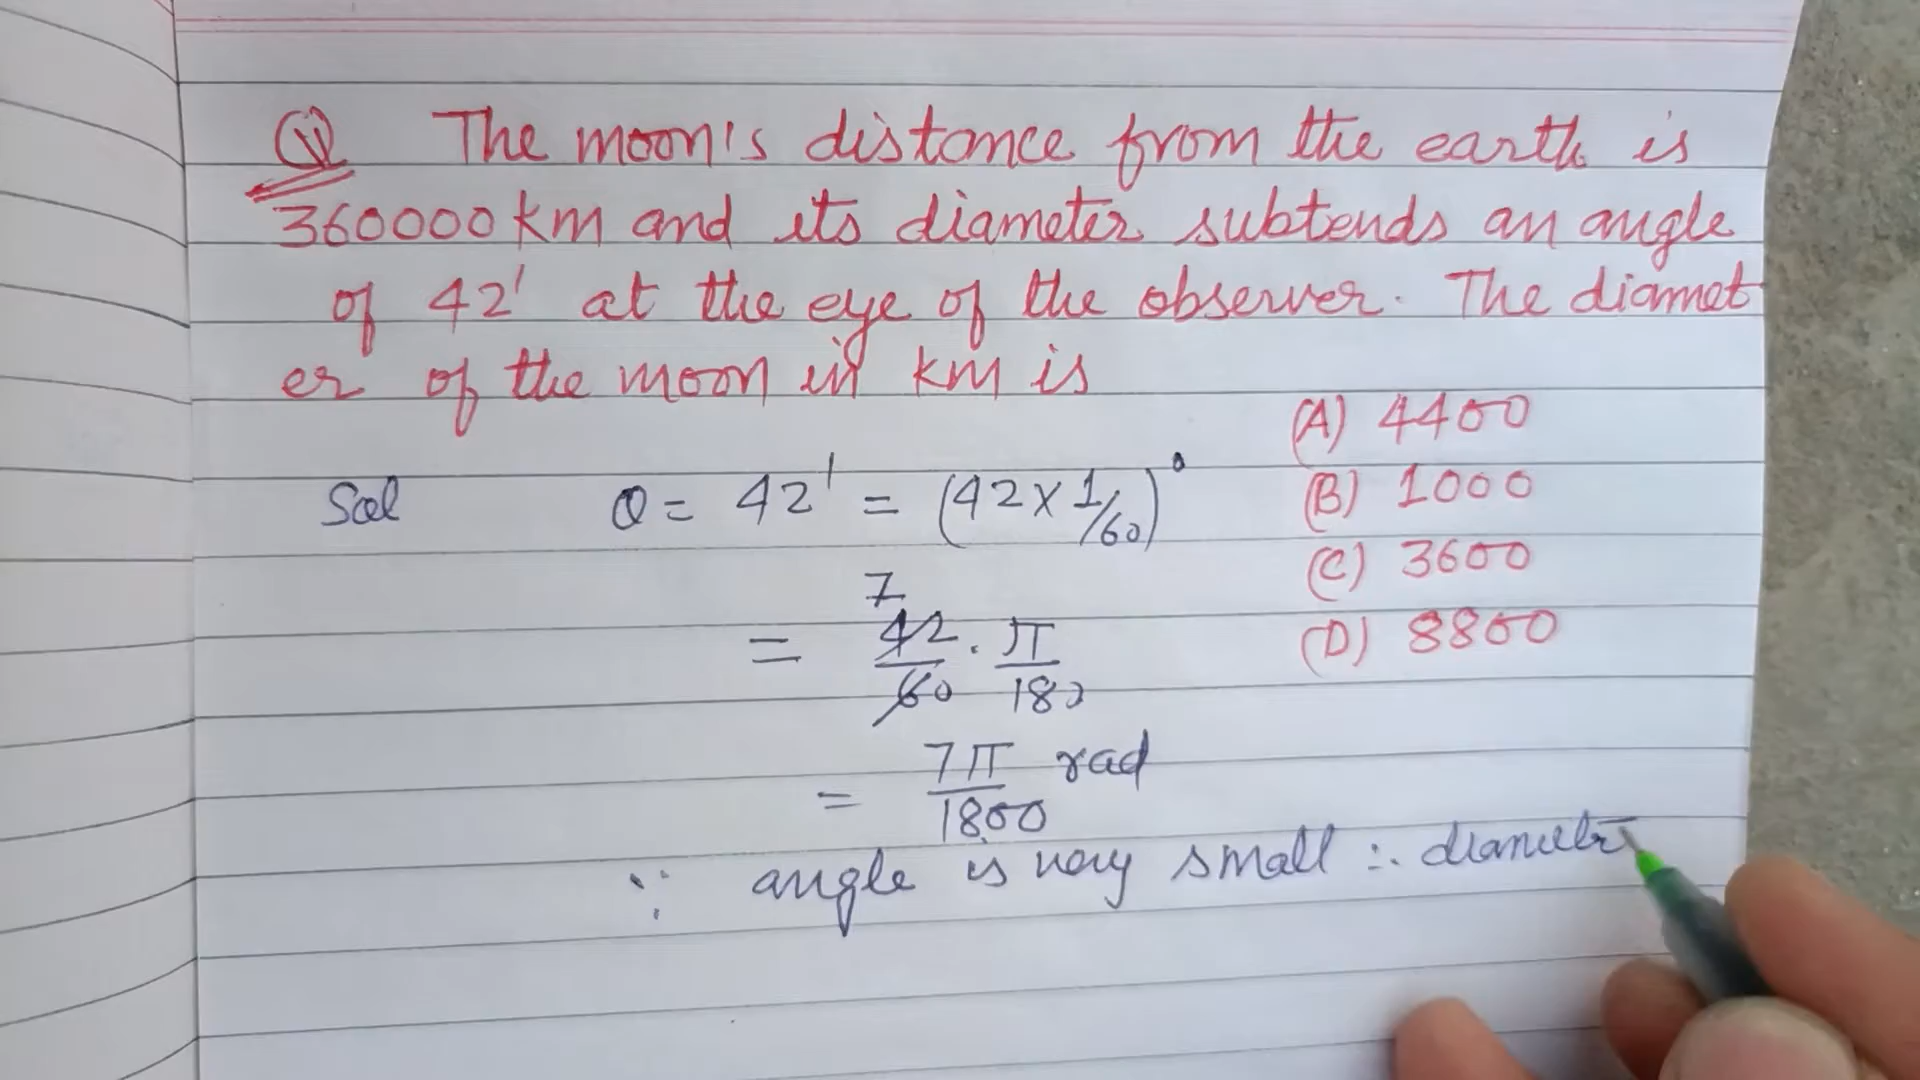 Q The moon's distance from the earth is
360000 km and its diameter subtends an angle
of 42' at the eye of the observer. The diamet
er of the moon in km is
(A) 4400
(B) 1000
(C) 3600
(D) 8800
Sol θ = 42' = (42 × 1/60)°
= 7 42/60 . π/180
= 7π/1800 rad
∵ angle is very small ∴ diameter